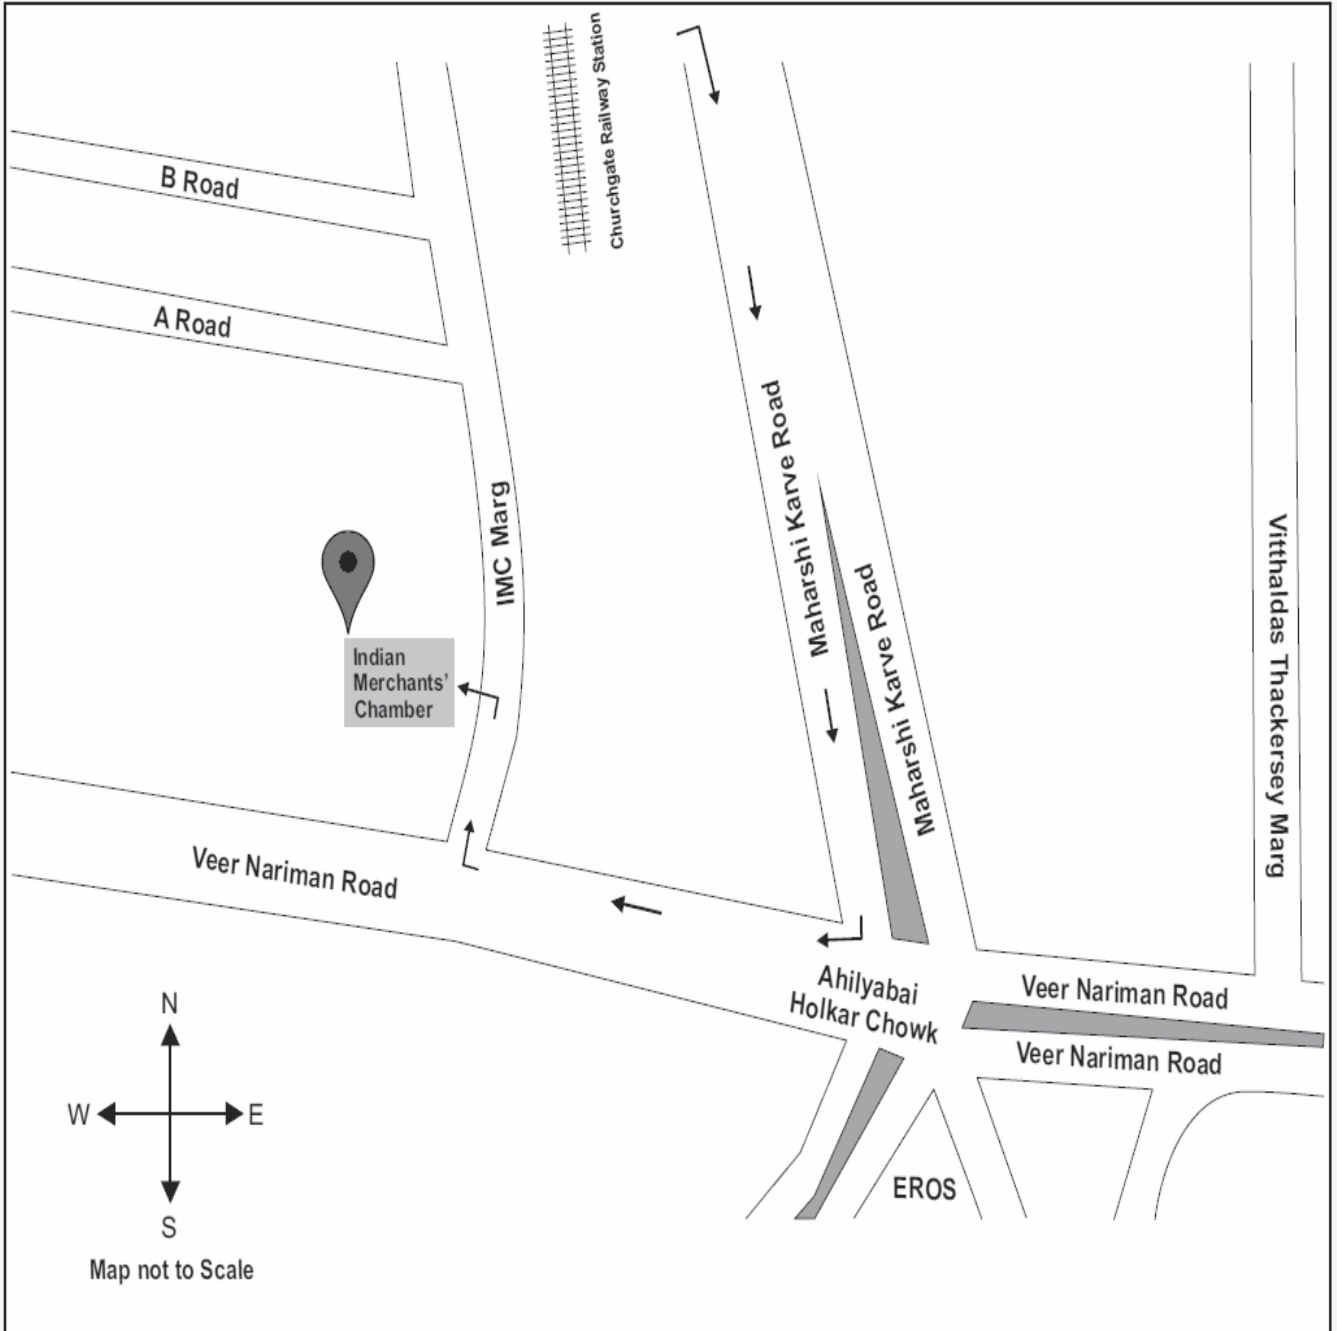 Churchgate Railway Station
B Road
A Road
Maharshi Karve Road
IMC Marg
Maharshi Karve Road
Vitthaldas Thackersey Marg
Indian
Merchants'
Chamber
Veer Nariman Road
Ahilyabai
Holkar Chowk
Veer Nariman Road
Veer Nariman Road
EROS
N
W
E
S
Map not to Scale